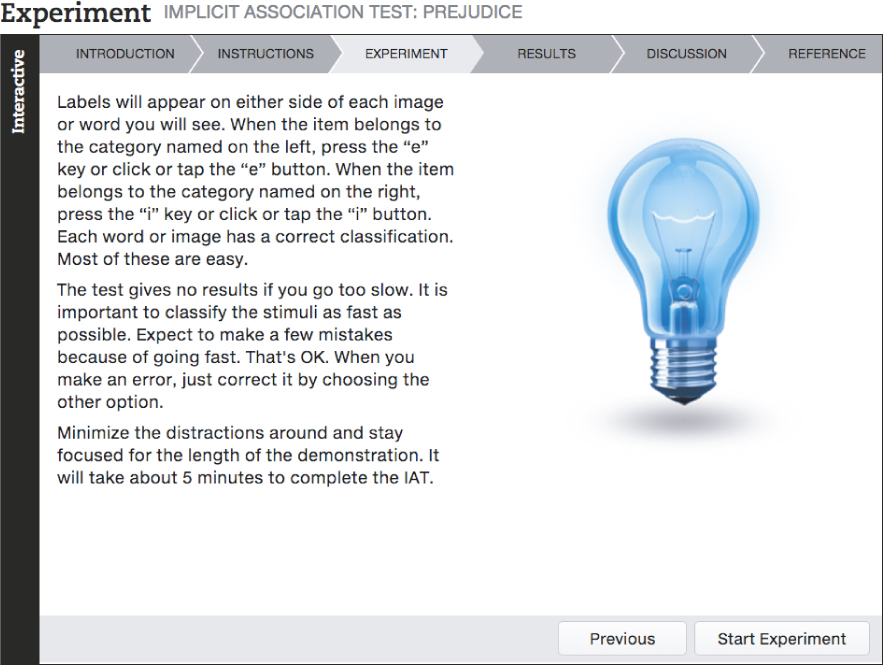 Experiment IMPLICIT ASSOCIATION TEST: PREJUDICE
Interactive
INTRODUCTION INSTRUCTIONS EXPERIMENT RESULTS DISCUSSION REFERENCE
Labels will appear on either side of each image
or word you will see. When the item belongs to
the category named on the left, press the “e”
key or click or tap the “e” button. When the item
belongs to the category named on the right,
press the “i” key or click or tap the “i” button.
Each word or image has a correct classification.
Most of these are easy.
The test gives no results if you go too slow. It is
important to classify the stimuli as fast as
possible. Expect to make a few mistakes
because of going fast. That's OK. When you
make an error, just correct it by choosing the
other option.
Minimize the distractions around and stay
focused for the length of the demonstration. It
will take about 5 minutes to complete the IAT.
Previous Start Experiment